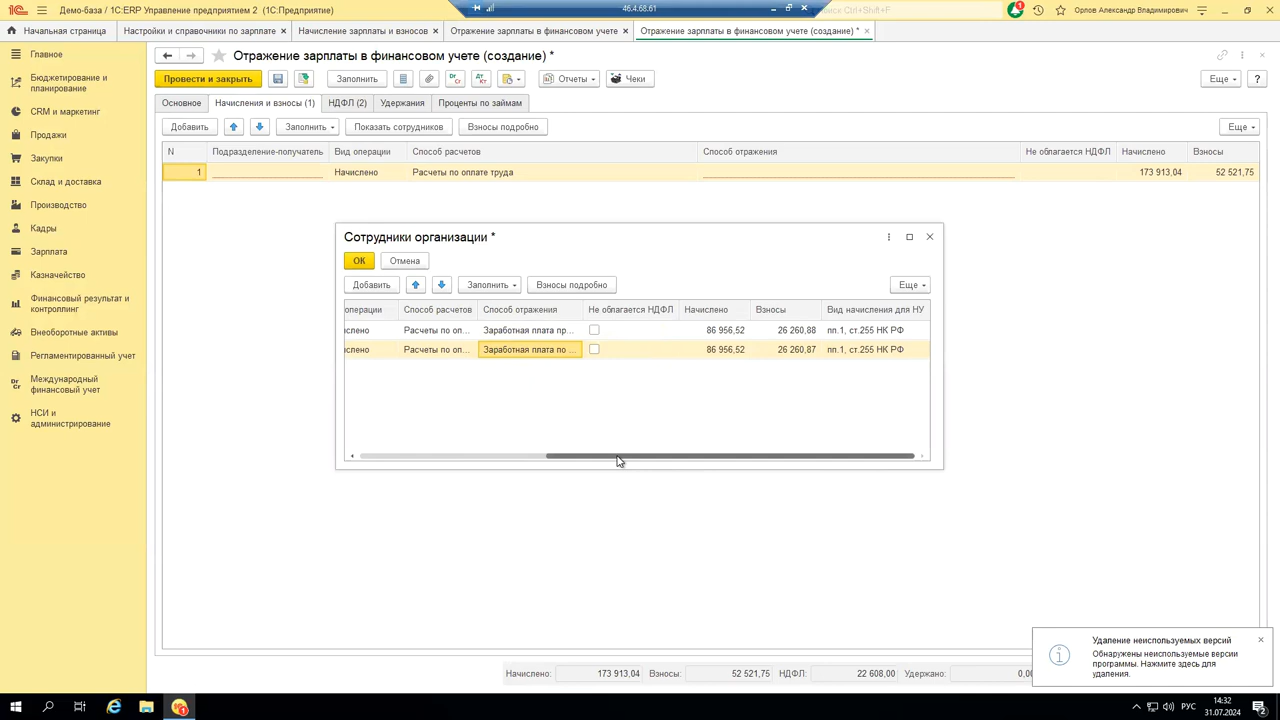 Демо-база / 1С:ERP Управление предприятием 2 (1С:Предприятие)
46.4.68.61
Поиск Ctrl+Shift+F
Орлов Александр Владимирович
Начальная страница
Настройки и справочники по зарплате ×
Начисление зарплаты и взносов ×
Отражение зарплаты в финансовом учете ×
Отражение зарплаты в финансовом учете (создание) * ×
Главное
Бюджетирование и
планирование
CRM и маркетинг
Продажи
Закупки
Склад и доставка
Производство
Кадры
Зарплата
Казначейство
Финансовый результат и
контроллинг
Внеоборотные активы
Регламентированный учет
Международный
финансовый учет
НСИ и
администрирование
Отражение зарплаты в финансовом учете (создание) *
Провести и закрыть
Заполнить
Отчеты
Чеки
Еще
?
Основное
Начисления и взносы (1)
НДФЛ (2)
Удержания
Проценты по займам
Добавить
Заполнить
Показать сотрудников
Взносы подробно
Еще
N Подразделение-получатель Вид операции Способ расчетов Способ отражения Не облагается НДФЛ Начислено Взносы
1 Начислено Расчеты по оплате труда 173 913,04 52 521,75
Сотрудники организации *
ОК
Отмена
Добавить
Заполнить
Взносы подробно
Еще
операции Способ расчетов Способ отражения Не облагается НДФЛ Начислено Взносы Вид начисления для НУ
слено Расчеты по оп... Заработная плата пр... 86 956,52 26 260,88 пп.1, ст.255 НК РФ
слено Расчеты по оп... Заработная плата по ... 86 956,52 26 260,87 пп.1, ст.255 НК РФ
Начислено: 173 913,04 Взносы: 52 521,75 НДФЛ: 22 608,00 Удержано: 0,00
Удаление неиспользуемых версий
Обнаружены неиспользуемые версии
программы. Нажмите здесь для
удаления.
РУС
14:32
31.07.2024
2